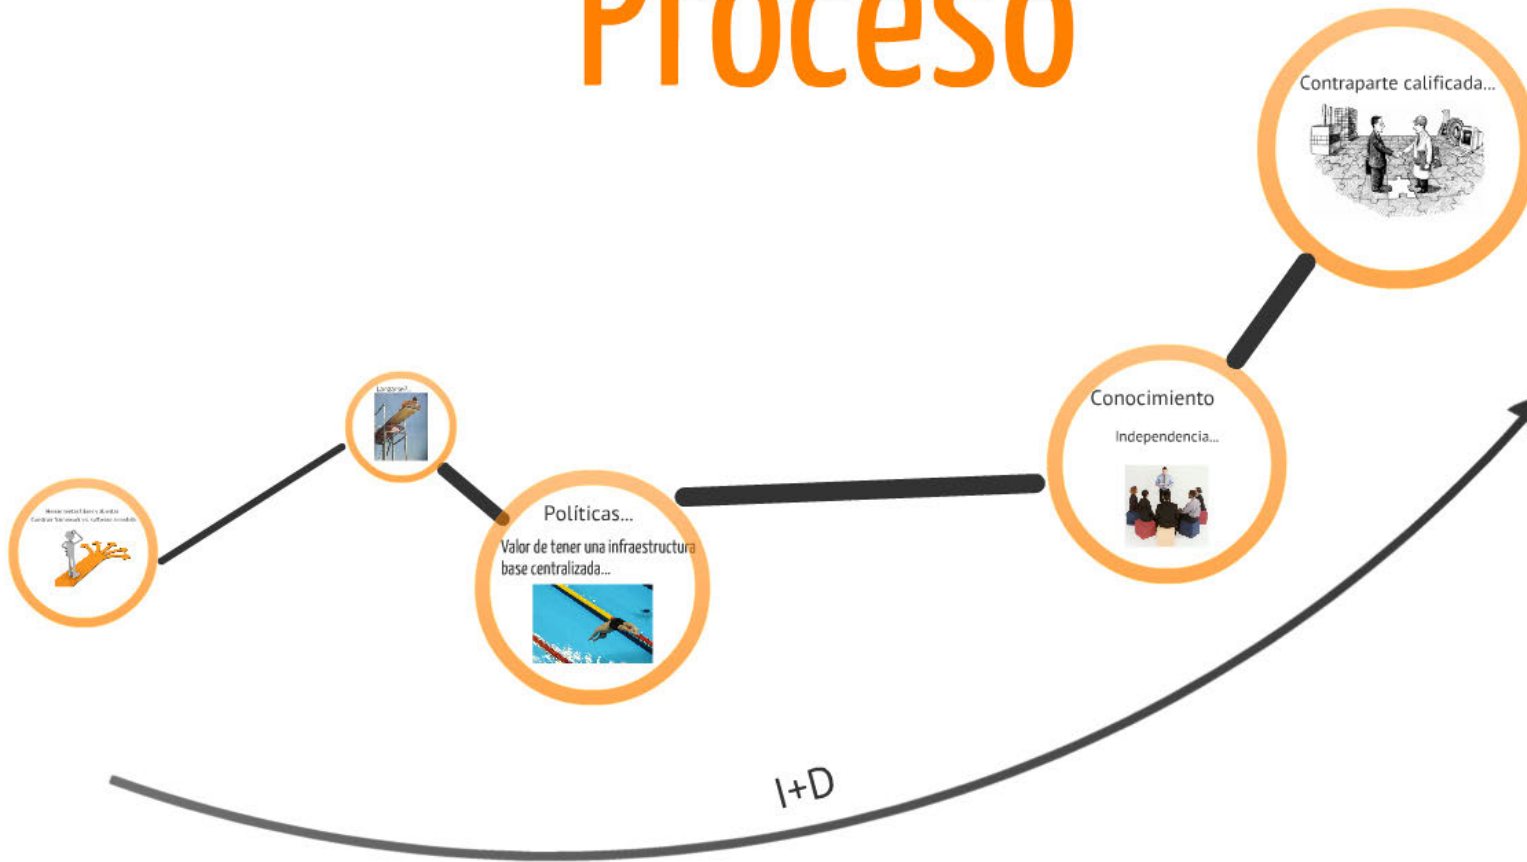 Proceso
Contraparte calificada...
Conocimiento
Independencia...
Políticas...
Valor de tener una infraestructura
base centralizada...
I+D